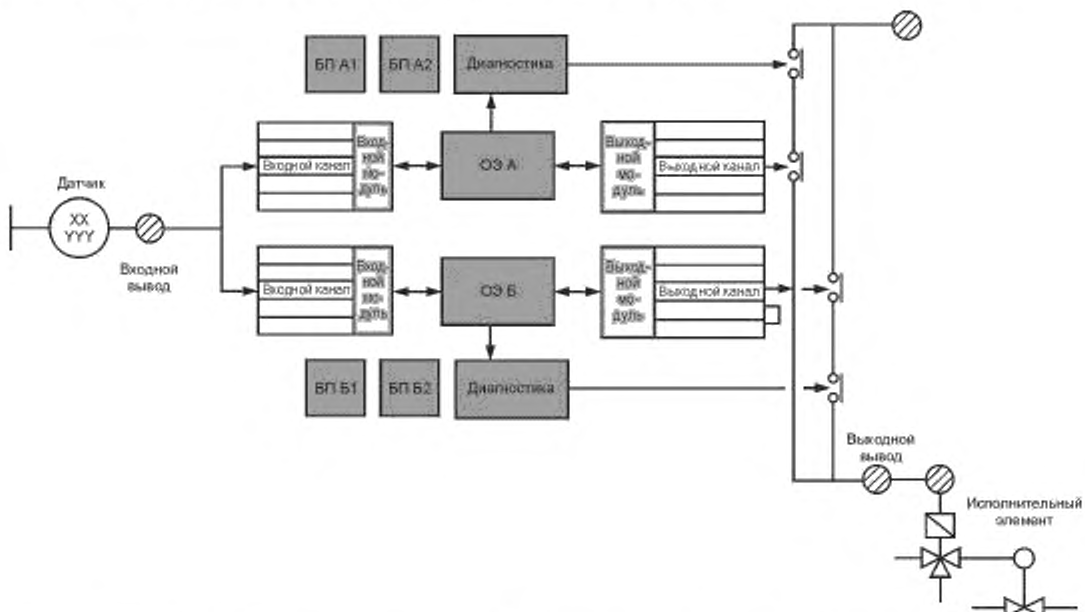 БП А1
БП А2
Диагностика
Входной канал
Вход-
ной
мо-
дуль
ОЭ А
Выход-
ной
мо-
дуль
Выходной канал
Датчик
XX
YYY
Входной
вывод
Входной канал
Вход-
ной
мо-
дуль
ОЭ Б
Выход-
ной
мо-
дуль
Выходной канал
БП Б1
БП Б2
Диагностика
Выходной
вывод
Исполнительный
элемент